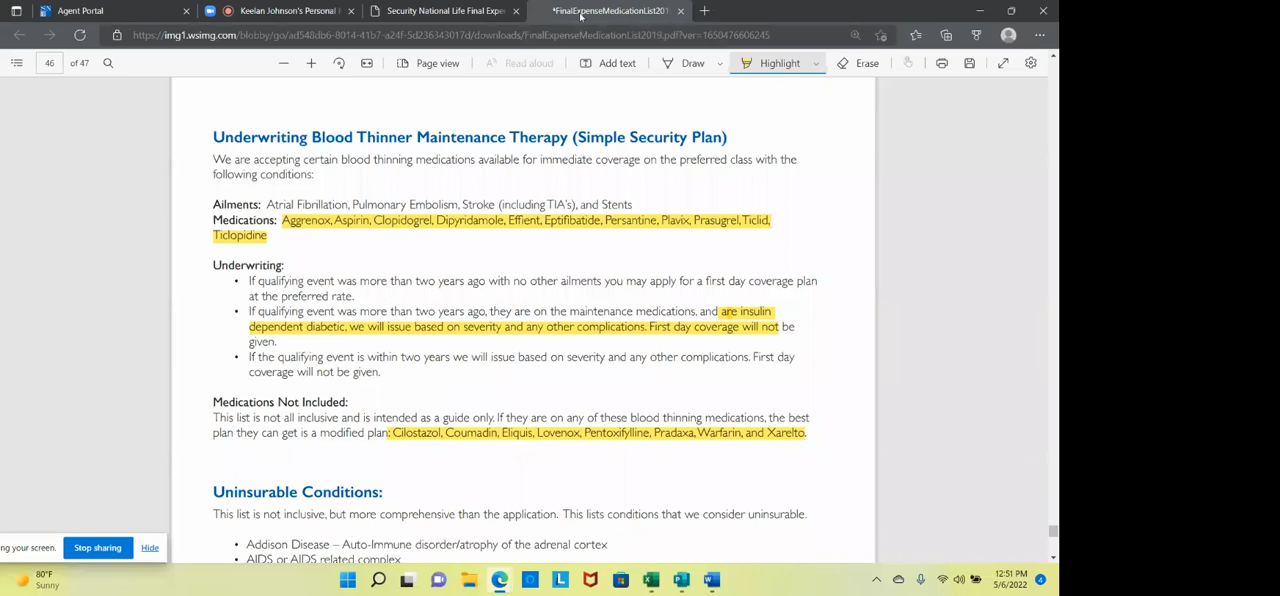 Agent Portal
Keelan Johnson's Personal
Security National Life Final Expe
*FinalExpenseMedicationList201
https://img1.wsimg.com/blobby/go/ad548db6-8014-41b7-a24f-5d236343017d/downloads/FinalExpenseMedicationList2019.pdf?ver=1650476606245
46 of 47
Page view
Read aloud
Add text
Draw
Highlight
Erase
Underwriting Blood Thinner Maintenance Therapy (Simple Security Plan)
We are accepting certain blood thinning medications available for immediate coverage on the preferred class with the
following conditions:
Ailments: Atrial Fibrillation, Pulmonary Embolism, Stroke (including TIA's), and Stents
Medications: Aggrenox, Aspirin, Clopidogrel, Dipyridamole, Effient, Eptifibatide, Persantine, Plavix, Prasugrel, Ticlid,
Ticlopidine
Underwriting:
• If qualifying event was more than two years ago with no other ailments you may apply for a first day coverage plan
at the preferred rate.
• If qualifying event was more than two years ago, they are on the maintenance medications, and are insulin
dependent diabetic, we will issue based on severity and any other complications. First day coverage will not be
given.
• If the qualifying event is within two years we will issue based on severity and any other complications. First day
coverage will not be given.
Medications Not Included:
This list is not all inclusive and is intended as a guide only. If they are on any of these blood thinning medications, the best
plan they can get is a modified plan: Cilostazol, Coumadin, Eliquis, Lovenox, Pentoxifylline, Pradaxa, Warfarin, and Xarelto.
Uninsurable Conditions:
This list is not inclusive, but more comprehensive than the application. This lists conditions that we consider uninsurable.
• Addison Disease – Auto-Immune disorder/atrophy of the adrenal cortex
• AIDS or AIDS related complex
ng your screen.
Stop sharing
Hide
80°F
Sunny
12:51 PM
5/6/2022
4